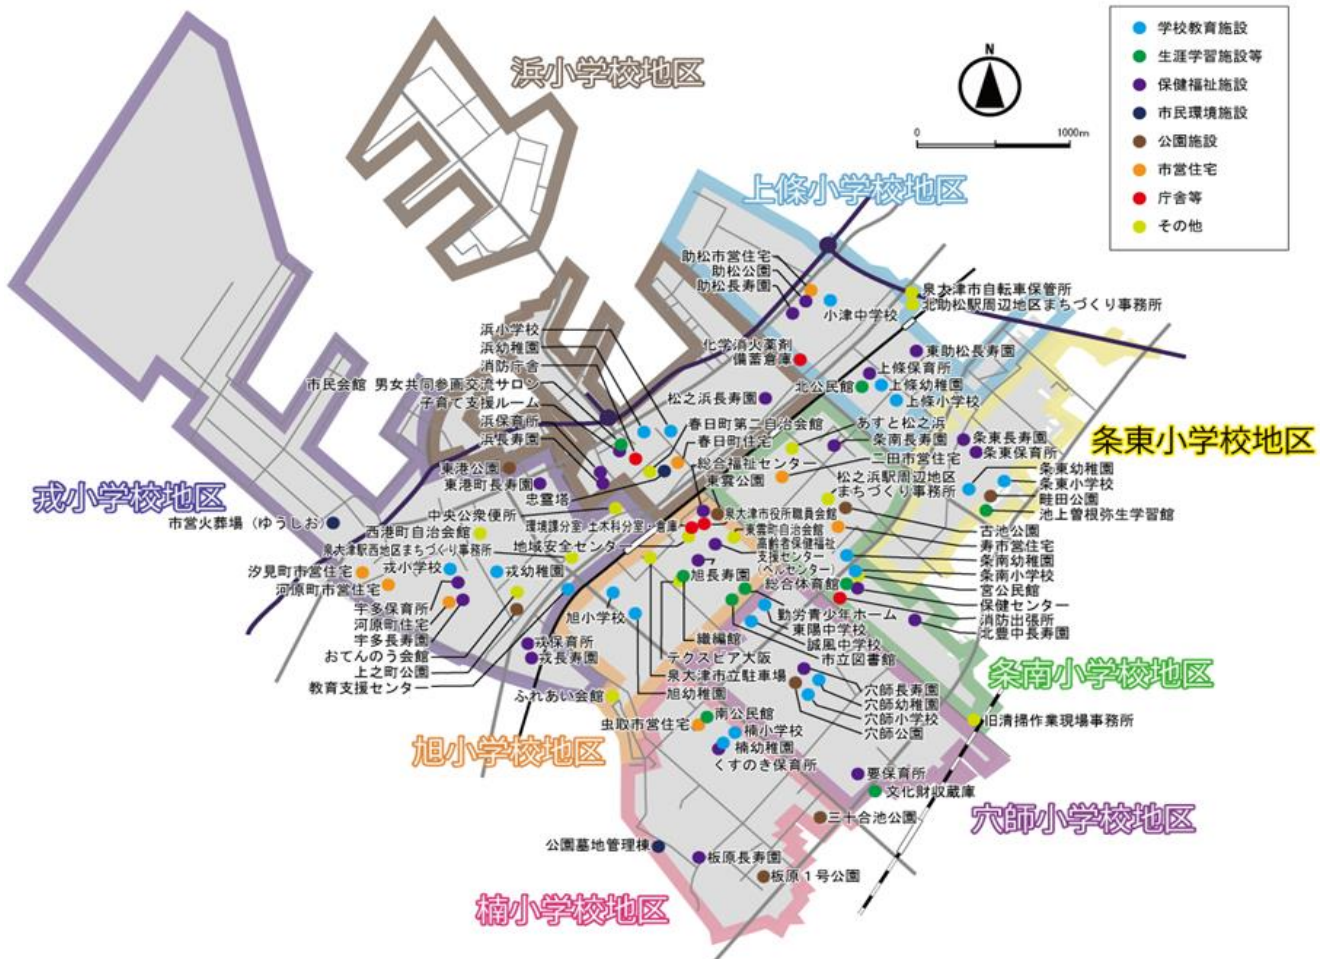 学校教育施設
生涯学習施設等
保健福祉施設
市民環境施設
公園施設
市営住宅
庁舎等
その他
N
0
1000m
浜小学校地区
上條小学校地区
助松市営住宅
助松公園
助松長寿園
小津中学校
泉大津市自転車保管所
北助松駅周辺地区まちづくり事務所
化学消火薬剤
備蓄倉庫
東助松長寿園
上條保育所
北公民館
上條幼稚園
上條小学校
松之浜長寿園
浜小学校
浜幼稚園
消防庁舎
市民会館 男女共同参画交流サロン
子育て支援ルーム
浜保育所
浜長寿園
春日町第二自治会館
春日町住宅
総合福祉センター
東雲公園
あすと松之浜
条南長寿園
二田市営住宅
松之浜駅周辺地区
まちづくり事務所
条東長寿園
条東保育所
条東小学校地区
条東幼稚園
条東小学校
畦田公園
池上曽根弥生学習館
戎小学校地区
東港公園
東港町長寿園
忠霊塔
中央公衆便所
市営火葬場（ゆうしお）
西港町自治会館
環境課分室・土木科分室・倉庫
泉大津市役所職員会館
東雲町自治会館
地域安全センター
泉大津駅西地区まちづくり事務所
高齢者保健福祉
支援センター
（ベルセンター）
汐見町市営住宅
戎小学校
戎幼稚園
河原町市営住宅
旭長寿園
総合体育館
古池公園
寿市営住宅
条南幼稚園
条南小学校
宮公民館
保健センター
消防出張所
北豊中長寿園
宇多保育所
河原町住宅
宇多長寿園
おてんのう会館
上之町公園
教育支援センター
旭小学校
戎保育所
戎長寿園
織編館
テクスピア大阪
泉大津市立駐車場
旭幼稚園
勤労青少年ホーム
東陽中学校
誠風中学校
市立図書館
条南小学校地区
ふれあい会館
穴師長寿園
穴師幼稚園
穴師小学校
穴師公園
旧清掃作業現場事務所
旭小学校地区
虫取市営住宅
南公民館
楠小学校
楠幼稚園
くすのき保育所
要保育所
文化財収蔵庫
穴師小学校地区
三十合池公園
公園墓地管理棟
板原長寿園
板原１号公園
楠小学校地区